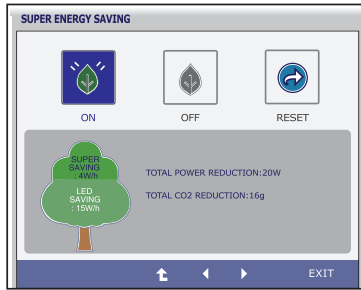 SUPER ENERGY SAVING
ON
OFF
RESET
SUPER
SAVING
: 4W/h
LED
SAVING
: 15W/h
TOTAL POWER REDUCTION:20W
TOTAL CO2 REDUCTION:16g
EXIT